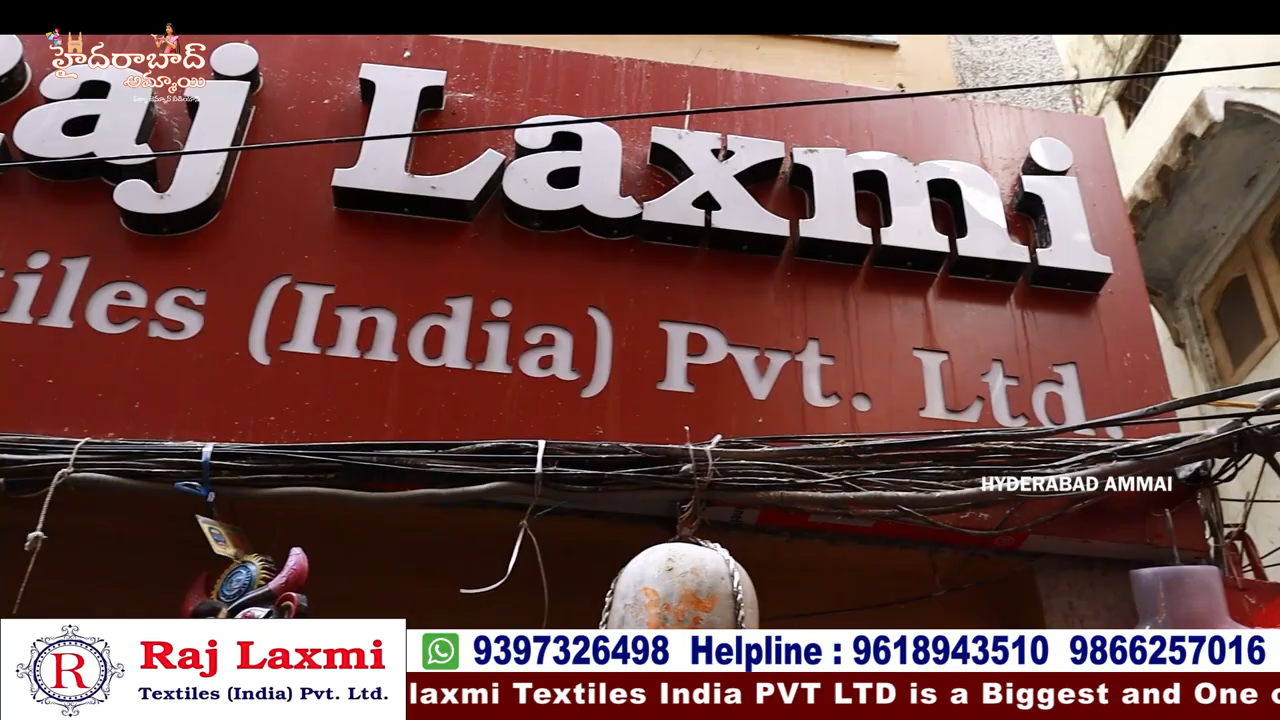 హైదరాబాద్
అమ్మాయి
Raj Laxmi
tiles (India) Pvt. Ltd.
HYDERABAD AMMAI
R
Raj Laxmi
Textiles (India) Pvt. Ltd.
9397326498 Helpline : 9618943510 9866257016
laxmi Textiles India PVT LTD is a Biggest and One